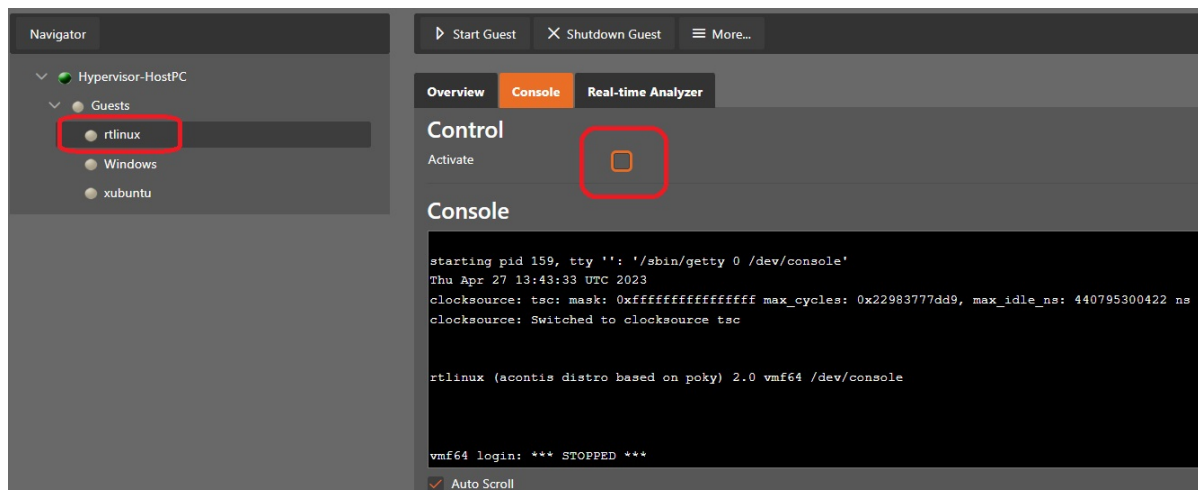 Navigator
Hypervisor-HostPC
Guests
rtlinux
Windows
xubuntu
Start Guest Shutdown Guest More...
Overview Console Real-time Analyzer
Control
Activate
Console
starting pid 159, tty '': '/sbin/getty 0 /dev/console'
Thu Apr 27 13:43:33 UTC 2023
clocksource: tsc: mask: 0xffffffffffffffff max_cycles: 0x22983777dd9, max_idle_ns: 440795300422 ns
clocksource: Switched to clocksource tsc
rtlinux (acontis distro based on poky) 2.0 vmf64 /dev/console
vmf64 login: *** STOPPED ***
Auto Scroll